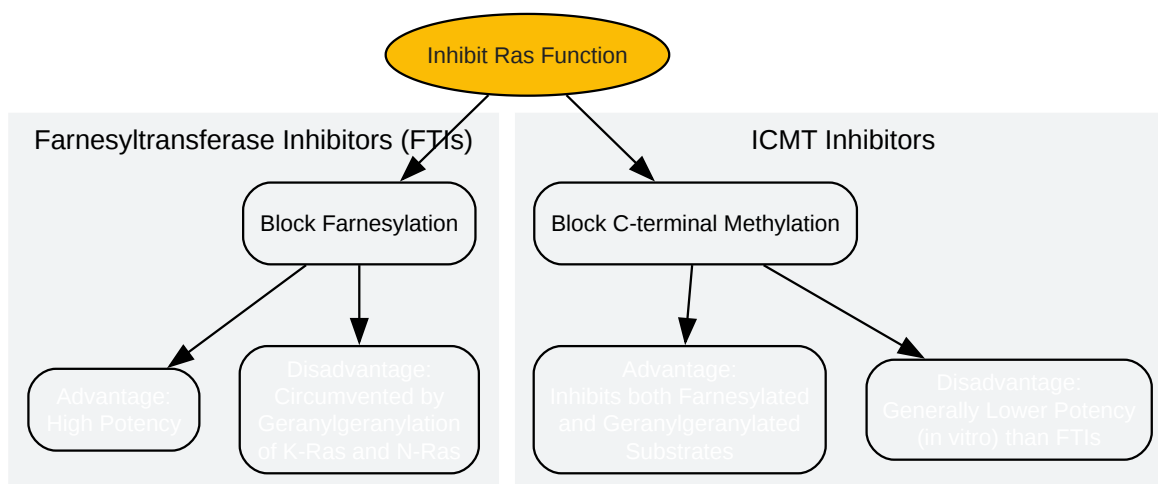 Inhibit Ras Function
Farnesyltransferase Inhibitors (FTIs)
Block Farnesylation
Advantage:
High Potency
Disadvantage:
Circumvented by
Geranylgeranylation
of K-Ras and N-Ras
ICMT Inhibitors
Block C-terminal Methylation
Advantage:
Inhibits both Farnesylated
and Geranylgeranylated
Substrates
Disadvantage:
Generally Lower Potency
(in vitro) than FTIs